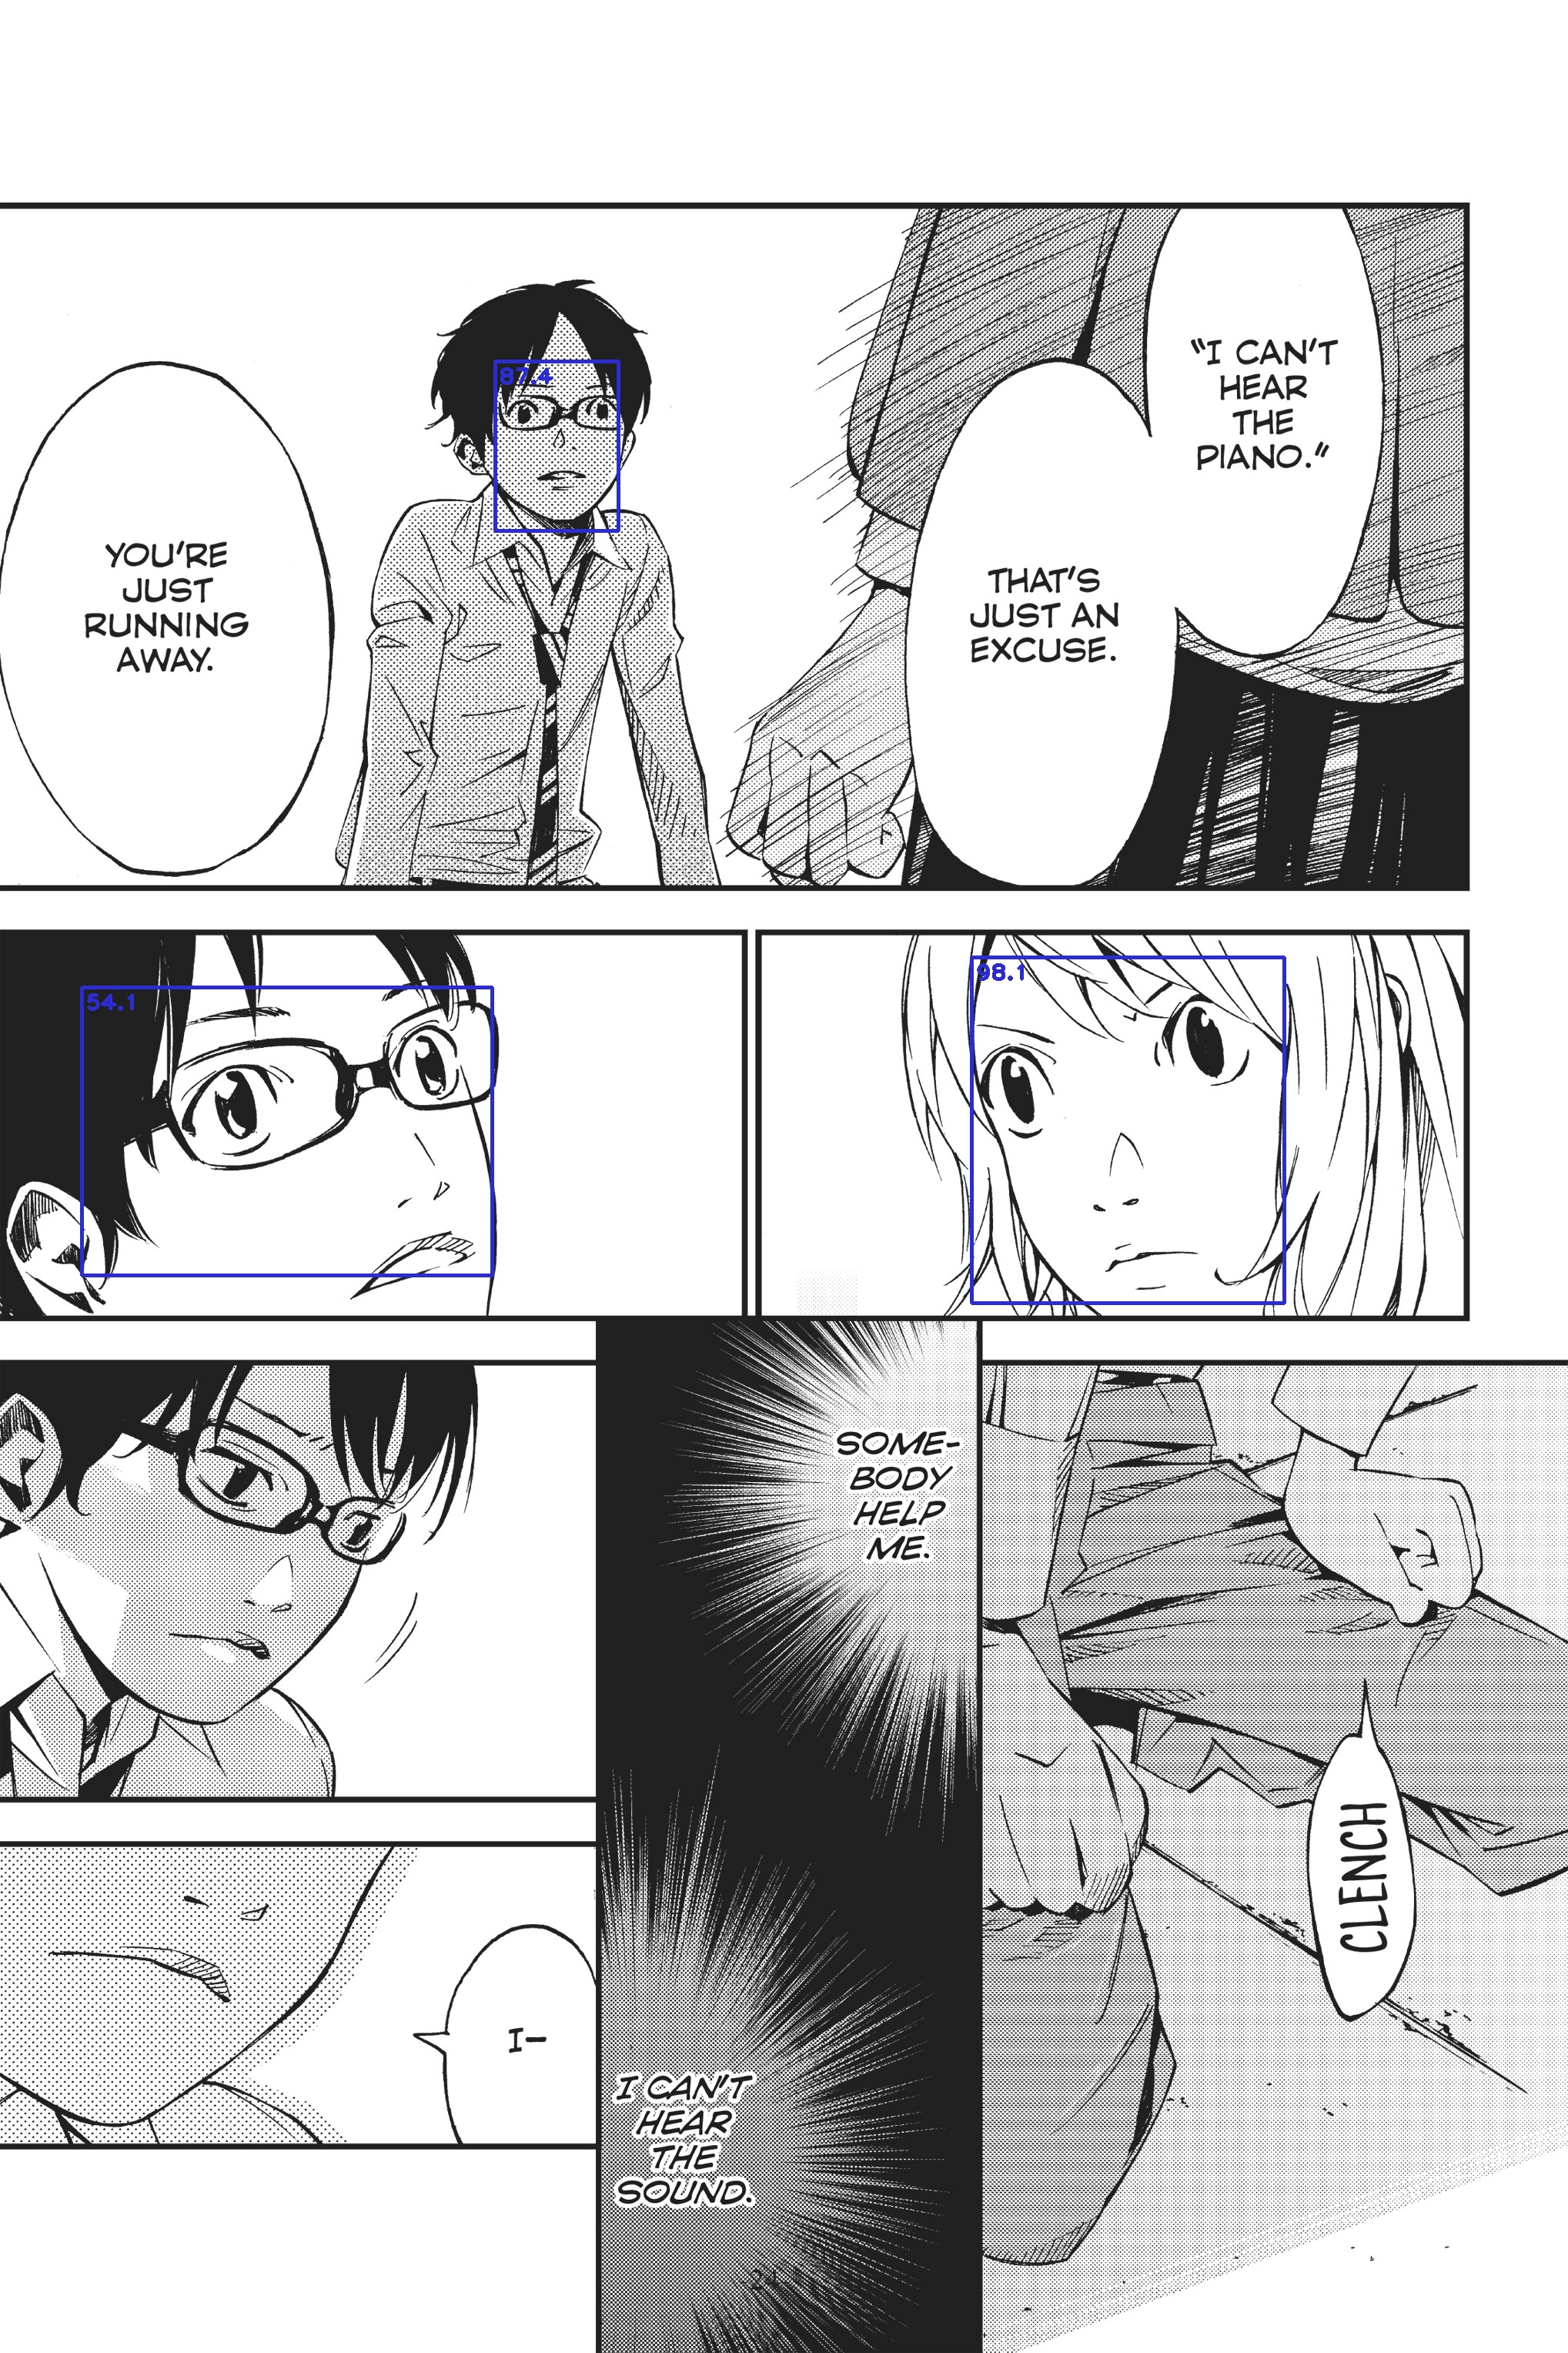 "I CAN'T
HEAR
THE
PIANO."
THAT'S
JUST AN
EXCUSE.
YOU'RE
JUST
RUNNING
AWAY.
87.4
98.1
54.1
CLENCH
SOME-
BODY
HELP
ME.
I CAN'T
HEAR
THE
SOUND.
I—
24